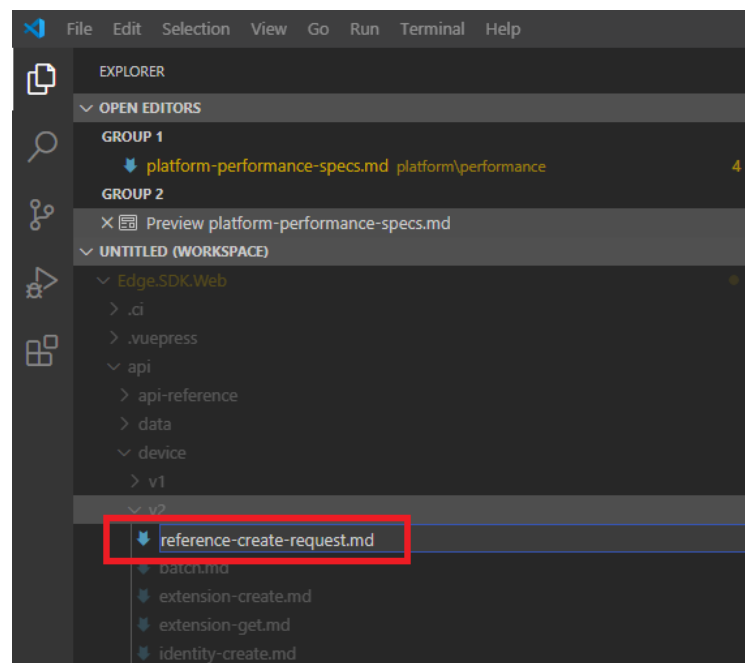 File Edit Selection View Go Run Terminal Help
EXPLORER
OPEN EDITORS
GROUP 1
platform-performance-specs.md platform\performance 4
GROUP 2
Preview platform-performance-specs.md
UNTITLED (WORKSPACE)
Edge.SDK.Web
.ci
.vuepress
api
api-reference
data
device
v1
v2
reference-create-request.md
batch.md
extension-create.md
extension-get.md
identity-create.md